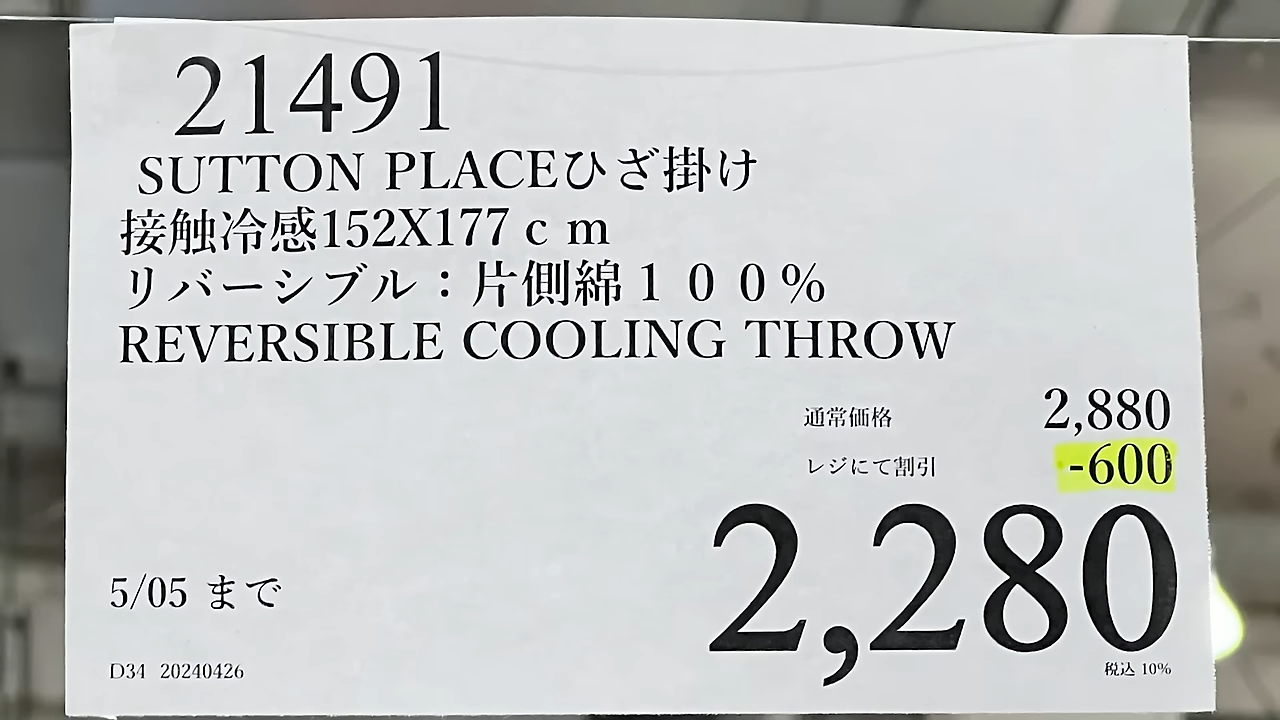 21491
SUTTON PLACEひざ掛け
接触冷感152X177ｃｍ
リバーシブル：片側綿１００％
REVERSIBLE COOLING THROW
通常価格 2,880
レジにて割引 -600
2,280
5/05 まで
税込 10%
D34 20240426